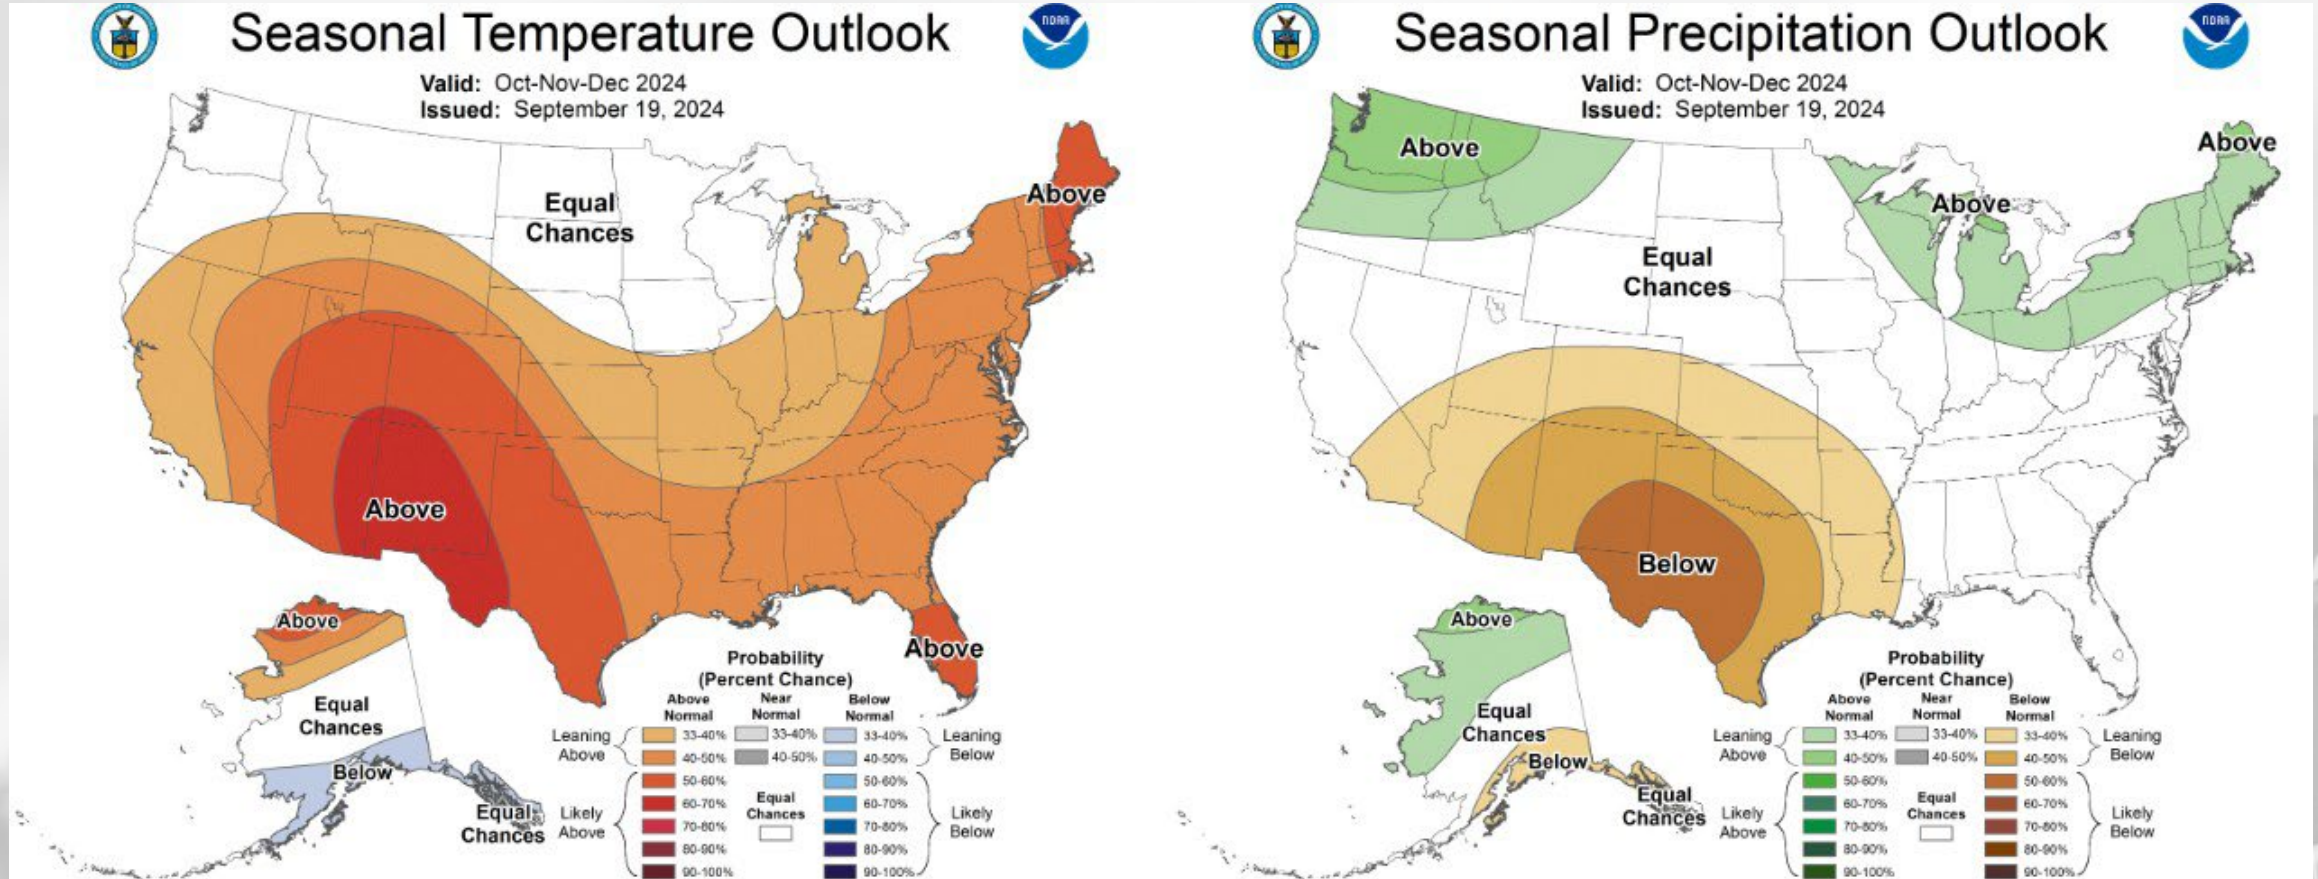 Seasonal Temperature Outlook
NOAA
Valid: Oct-Nov-Dec 2024
Issued: September 19, 2024
Above
Equal
Chances
Above
Above
Above
Equal
Chances
Below
Equal
Chances
Probability
(Percent Chance)
Above
Normal
Near
Normal
Below
Normal
Leaning
Above
33-40%
33-40%
33-40%
Leaning
Below
40-50%
40-50%
40-50%
50-60%
50-60%
Likely
Above
60-70%
Equal
Chances
60-70%
Likely
Below
70-80%
70-80%
80-90%
80-90%
90-100%
90-100%
Seasonal Precipitation Outlook
NOAA
Valid: Oct-Nov-Dec 2024
Issued: September 19, 2024
Above
Above
Above
Equal
Chances
Below
Above
Equal
Chances
Below
Equal
Chances
Probability
(Percent Chance)
Above
Normal
Near
Normal
Below
Normal
Leaning
Above
33-40%
33-40%
33-40%
Leaning
Below
40-50%
40-50%
40-50%
50-60%
50-60%
Likely
Above
60-70%
Equal
Chances
60-70%
Likely
Below
70-80%
70-80%
80-90%
80-90%
90-100%
90-100%